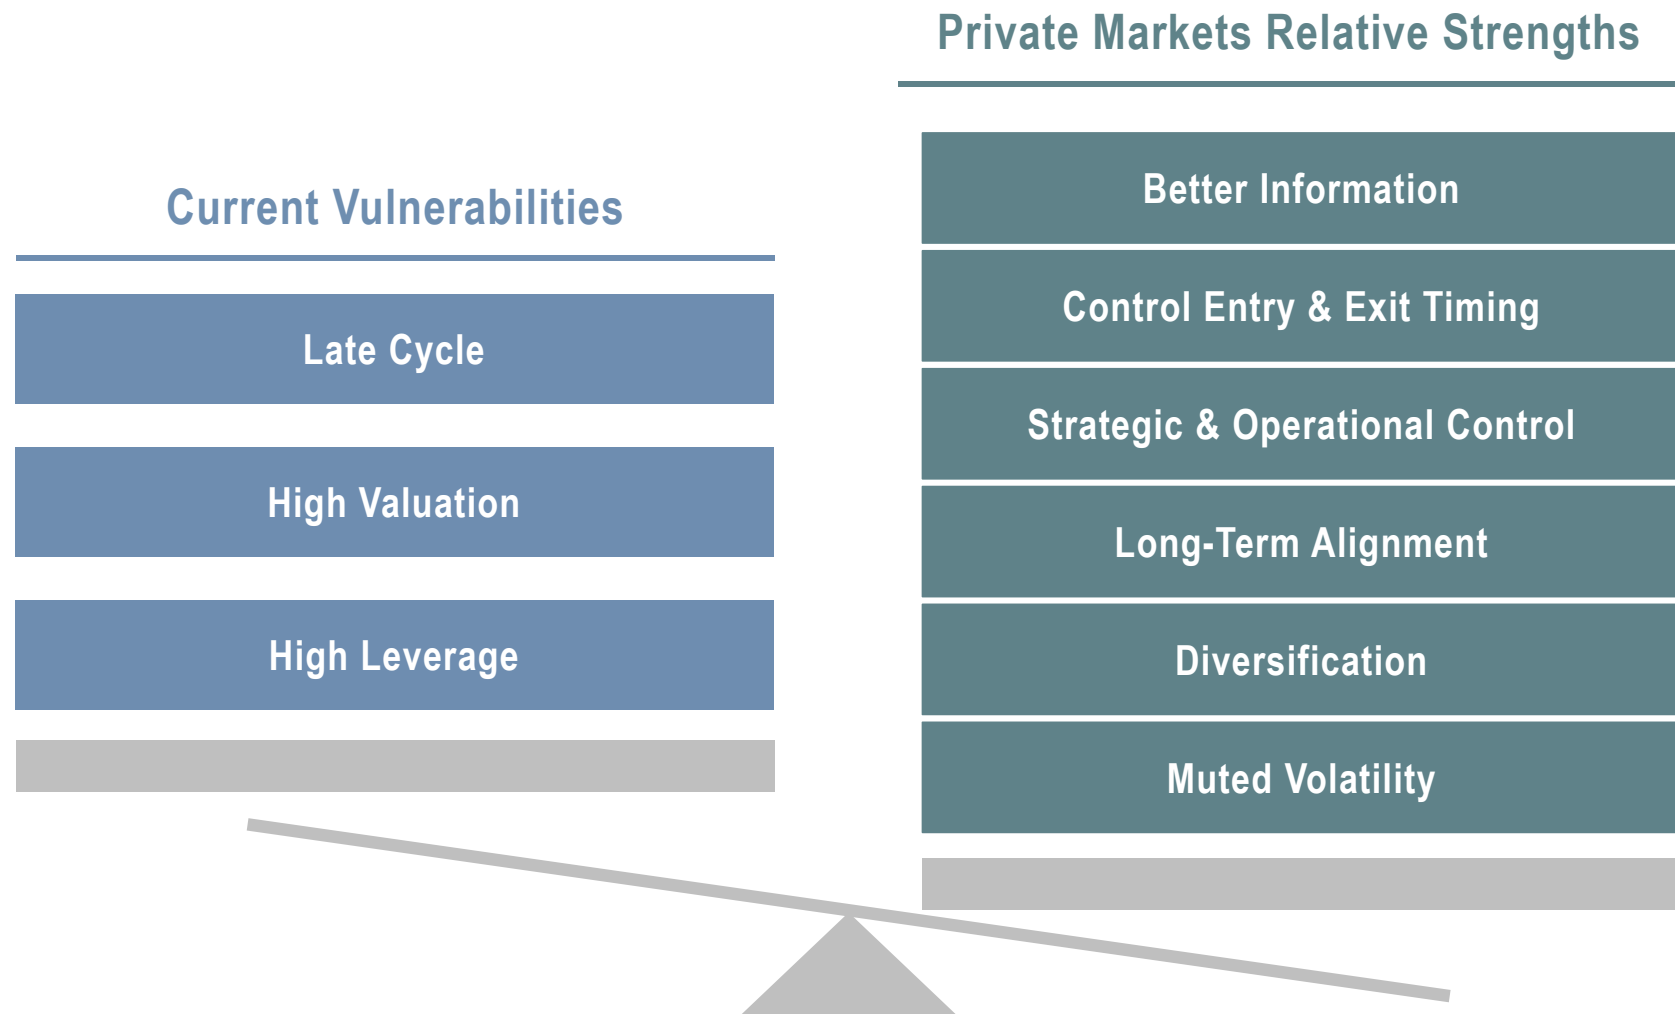 Current Vulnerabilities
Late Cycle
High Valuation
High Leverage
Private Markets Relative Strengths
Better Information
Control Entry & Exit Timing
Strategic & Operational Control
Long-Term Alignment
Diversification
Muted Volatility